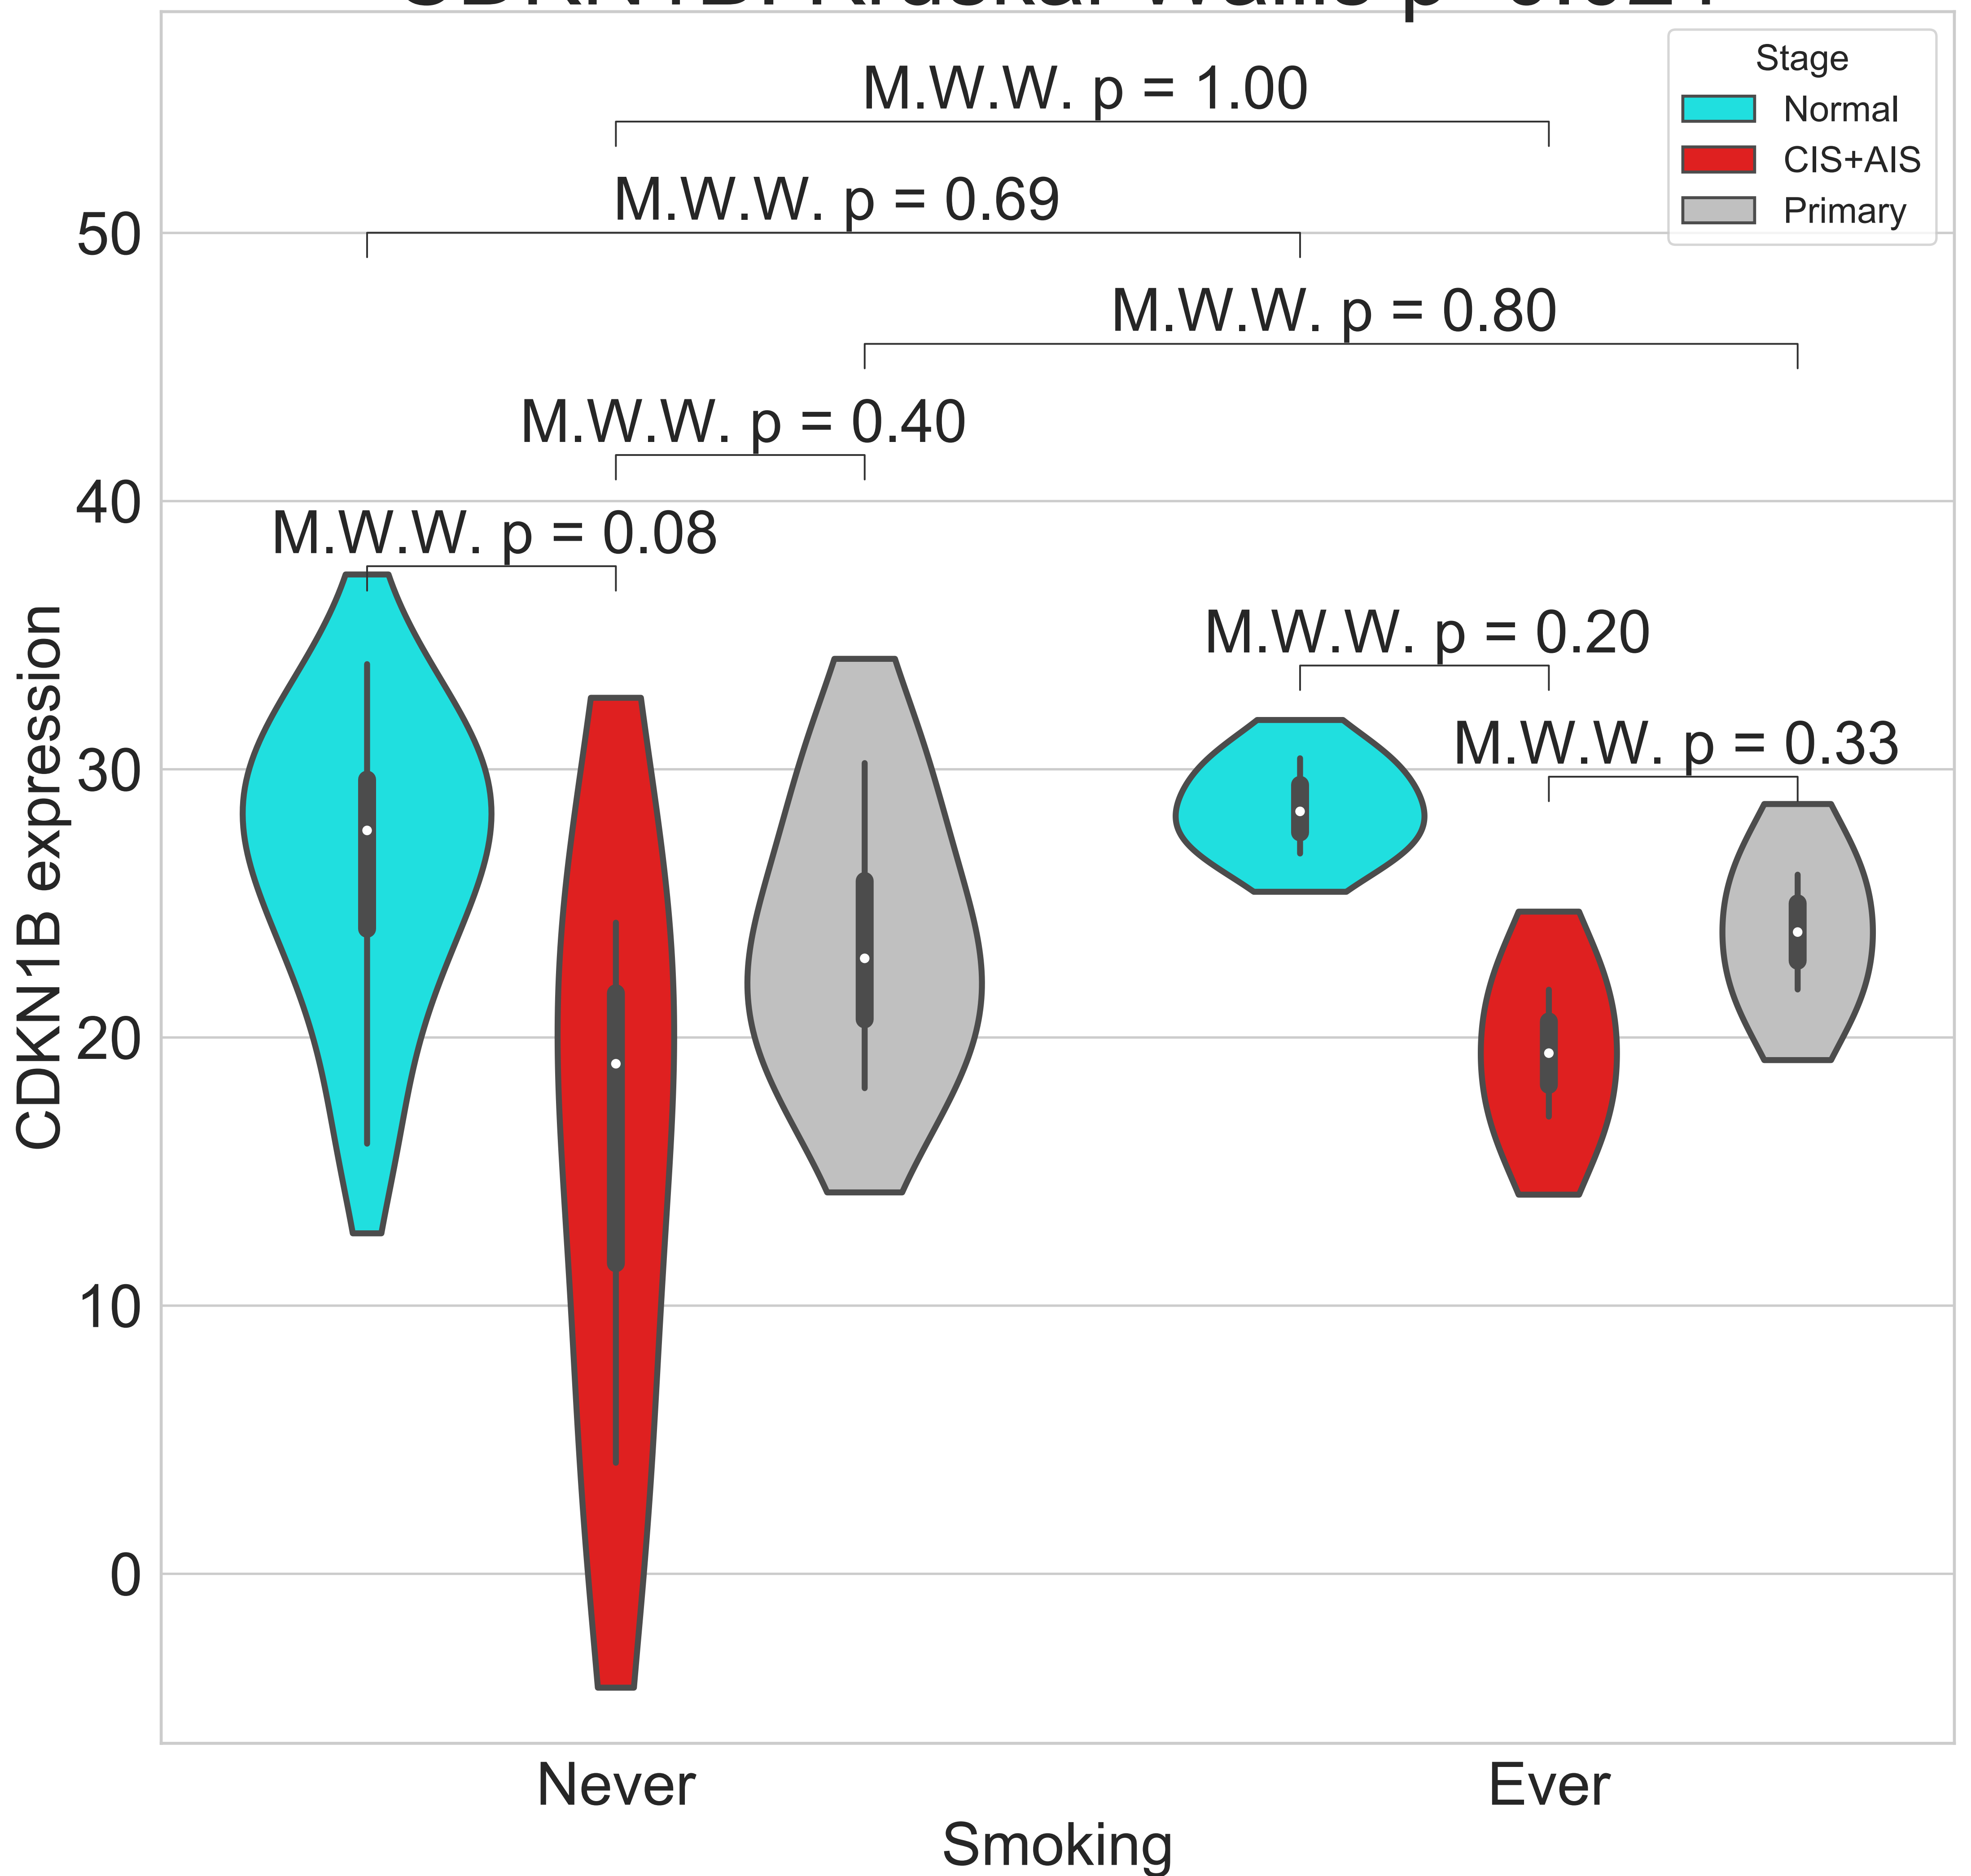 Stage
Normal
CIS+AIS
Primary
M.W.W. p = 1.00
M.W.W. p = 0.69
M.W.W. p = 0.80
M.W.W. p = 0.40
M.W.W. p = 0.08
M.W.W. p = 0.20
M.W.W. p = 0.33
CDKN1B expression
50
40
30
20
10
0
Never
Ever
Smoking